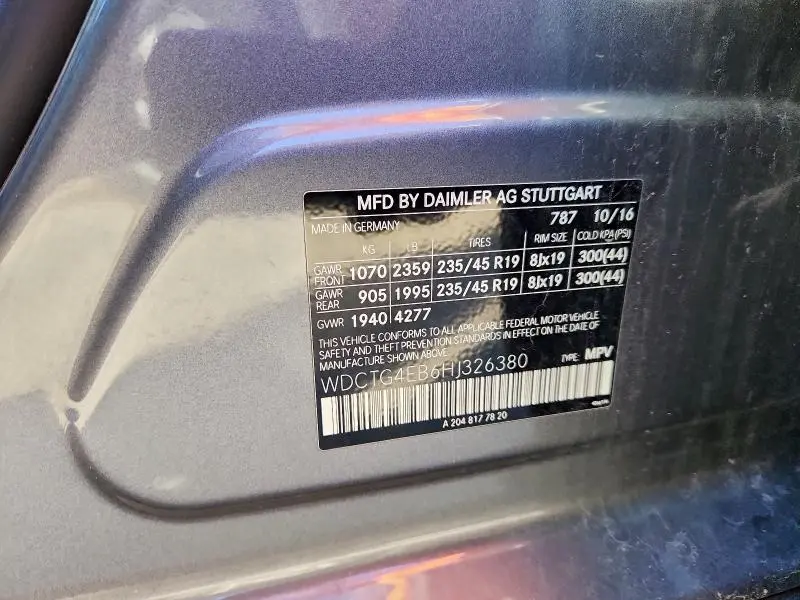 MFD BY DAIMLER AG STUTTGART
MADE IN GERMANY 787 10/16
KG LB TIRES RIM SIZE COLD KPA (PSI)
GAWR FRONT 1070 2359 235/45 R19 8Jx19 300(44)
GAWR REAR 905 1995 235/45 R19 8Jx19 300(44)
GVWR 1940 4277
THIS VEHICLE CONFORMS TO ALL APPLICABLE FEDERAL MOTOR VEHICLE
SAFETY AND THEFT PREVENTION STANDARDS IN EFFECT ON THE DATE OF
MANUFACTURE SHOWN ABOVE
WDCTG4EB6HJ326380 TYPE: MPV
A 204 817 78 20